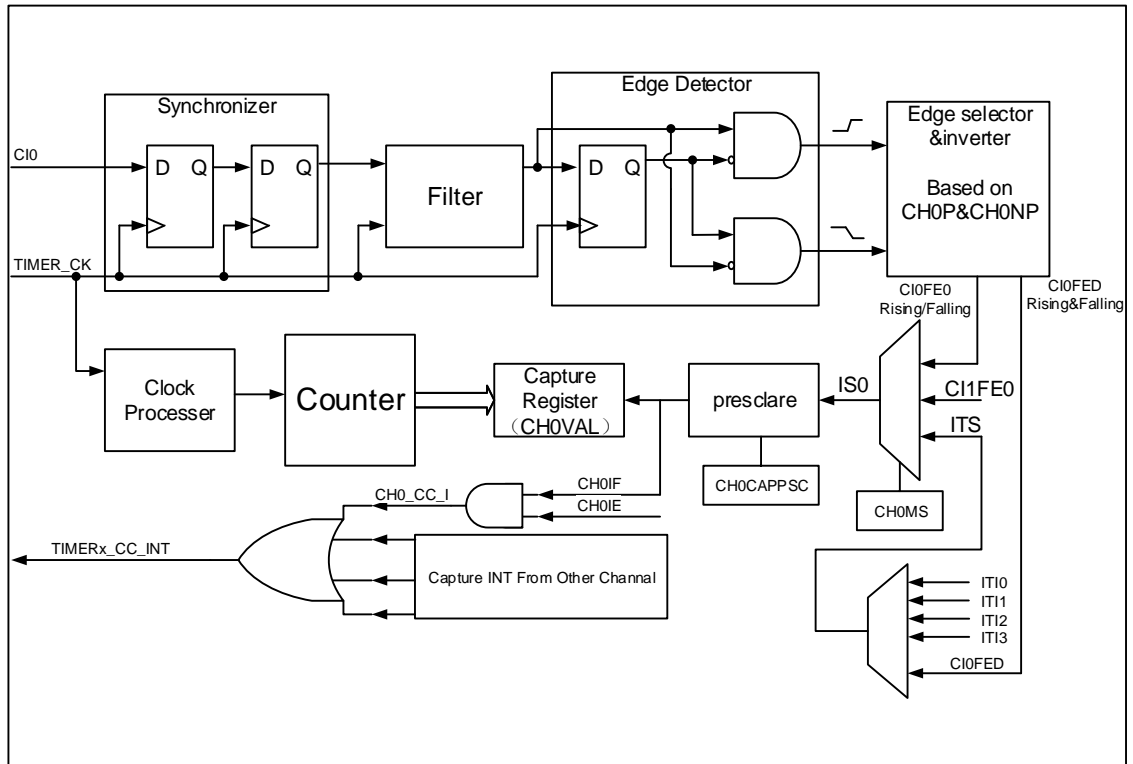 Edge Detector
Synchronizer
Edge selector
&inverter
Based on
CH0P&CH0NP
CI0
D Q
D Q
Filter
D Q
TIMER_CK
CI0FE0
Rising/Falling
CI0FED
Rising&Falling
Clock
Processer
Counter
Capture
Register
（CH0VAL）
presclare
IS0
CI1FE0
ITS
CH0CAPPSC
CH0MS
CH0_CC_I
CH0IF
CH0IE
TIMERx_CC_INT
Capture INT From Other Channal
ITI0
ITI1
ITI2
ITI3
CI0FED